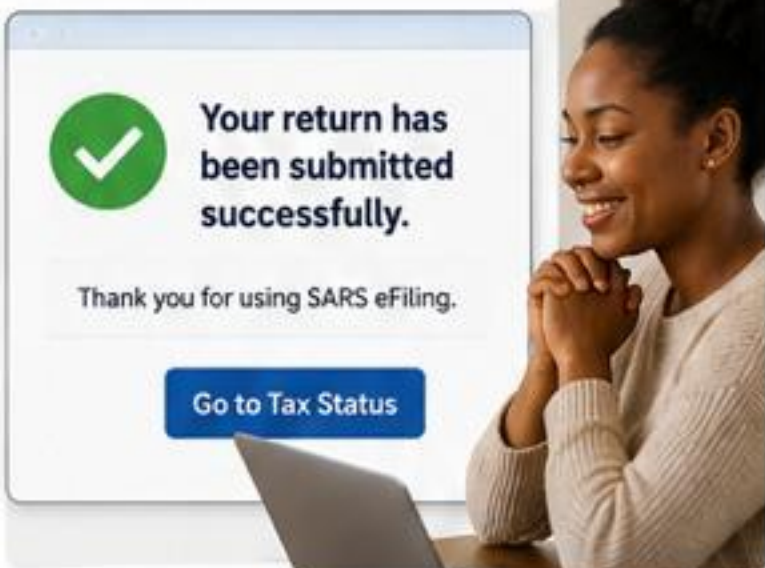 Your return has
been submitted
successfully.
Thank you for using SARS eFiling.
Go to Tax Status